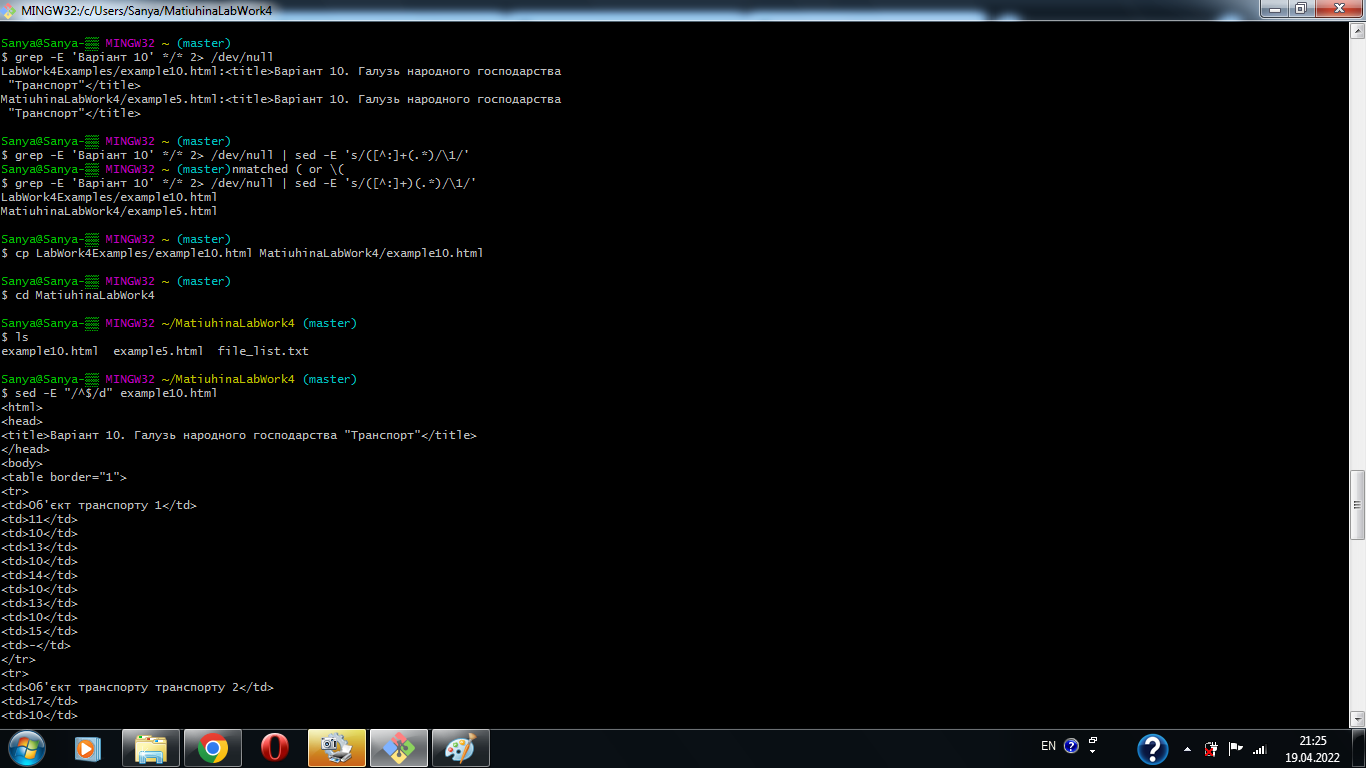 MINGW32:/c/Users/Sanya/MatiuhinaLabWork4
Sanya@Sanya-▒▒ MINGW32 ~ (master)
$ grep -E 'Варіант 10' */* 2> /dev/null
LabWork4Examples/example10.html:<title>Варіант 10. Галузь народного господарства
"Транспорт"</title>
MatiuhinaLabWork4/example5.html:<title>Варіант 10. Галузь народного господарства
"Транспорт"</title>
Sanya@Sanya-▒▒ MINGW32 ~ (master)
$ grep -E 'Варіант 10' */* 2> /dev/null | sed -E 's/([^:]+(.*)/\1/'
Sanya@Sanya-▒▒ MINGW32 ~ (master)nmatched ( or \(
$ grep -E 'Варіант 10' */* 2> /dev/null | sed -E 's/([^:]+)(.*)/\1/'
LabWork4Examples/example10.html
MatiuhinaLabWork4/example5.html
Sanya@Sanya-▒▒ MINGW32 ~ (master)
$ cp LabWork4Examples/example10.html MatiuhinaLabWork4/example10.html
Sanya@Sanya-▒▒ MINGW32 ~ (master)
$ cd MatiuhinaLabWork4
Sanya@Sanya-▒▒ MINGW32 ~/MatiuhinaLabWork4 (master)
$ ls
example10.html  example5.html  file_list.txt
Sanya@Sanya-▒▒ MINGW32 ~/MatiuhinaLabWork4 (master)
$ sed -E "/^$/d" example10.html
<html>
<head>
<title>Варіант 10. Галузь народного господарства "Транспорт"</title>
</head>
<body>
<table border="1">
<tr>
<td>Об'єкт транспорту 1</td>
<td>11</td>
<td>10</td>
<td>13</td>
<td>10</td>
<td>14</td>
<td>10</td>
<td>13</td>
<td>10</td>
<td>15</td>
<td>-</td>
</tr>
<tr>
<td>Об'єкт транспорту транспорту 2</td>
<td>17</td>
<td>10</td>
EN
21:25
19.04.2022